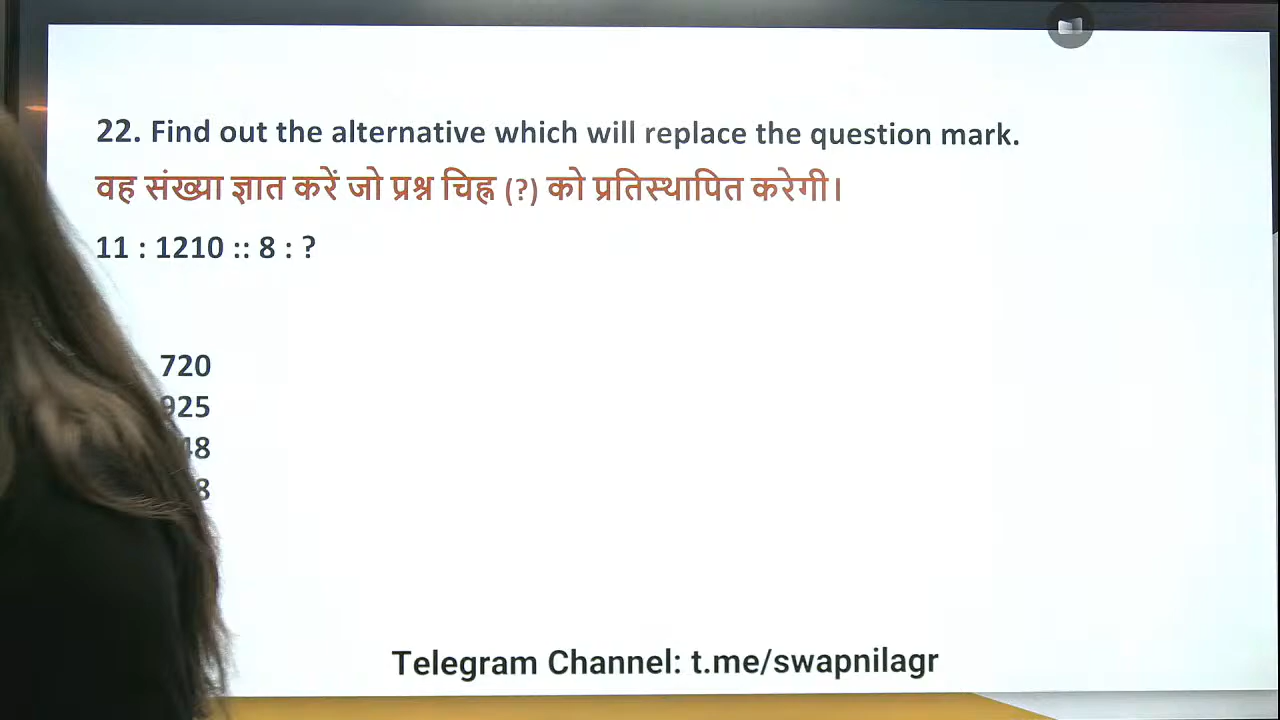 22. Find out the alternative which will replace the question mark.
वह संख्या ज्ञात करें जो प्रश्न चिह्न (?) को प्रतिस्थापित करेगी।
11 : 1210 :: 8 : ?
720
925
Telegram Channel: t.me/swapnilagr